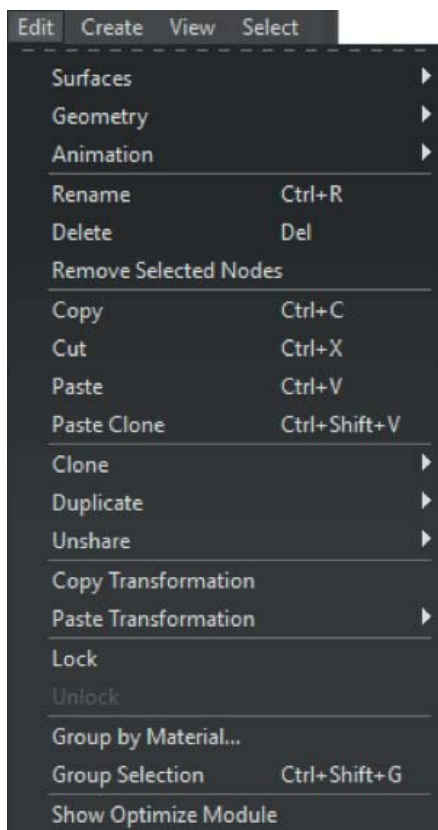 Edit Create View Select
Surfaces
Geometry
Animation
Rename Ctrl+R
Delete Del
Remove Selected Nodes
Copy Ctrl+C
Cut Ctrl+X
Paste Ctrl+V
Paste Clone Ctrl+Shift+V
Clone
Duplicate
Unshare
Copy Transformation
Paste Transformation
Lock
Unlock
Group by Material...
Group Selection Ctrl+Shift+G
Show Optimize Module